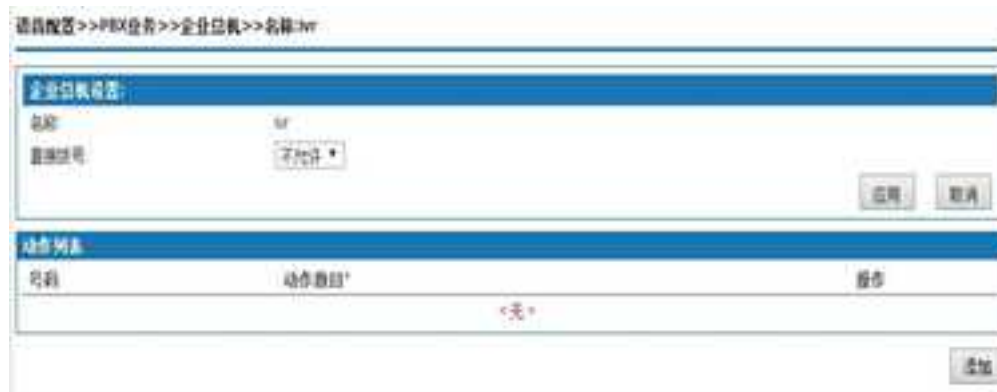 语音配置>>PBX业务>>企业总机>>名称:ivr
企业总机设置:
名称 ivr
直接拨号 不允许
应用 取消
动作列表
号码 动作数目* 操作
<无>
添加